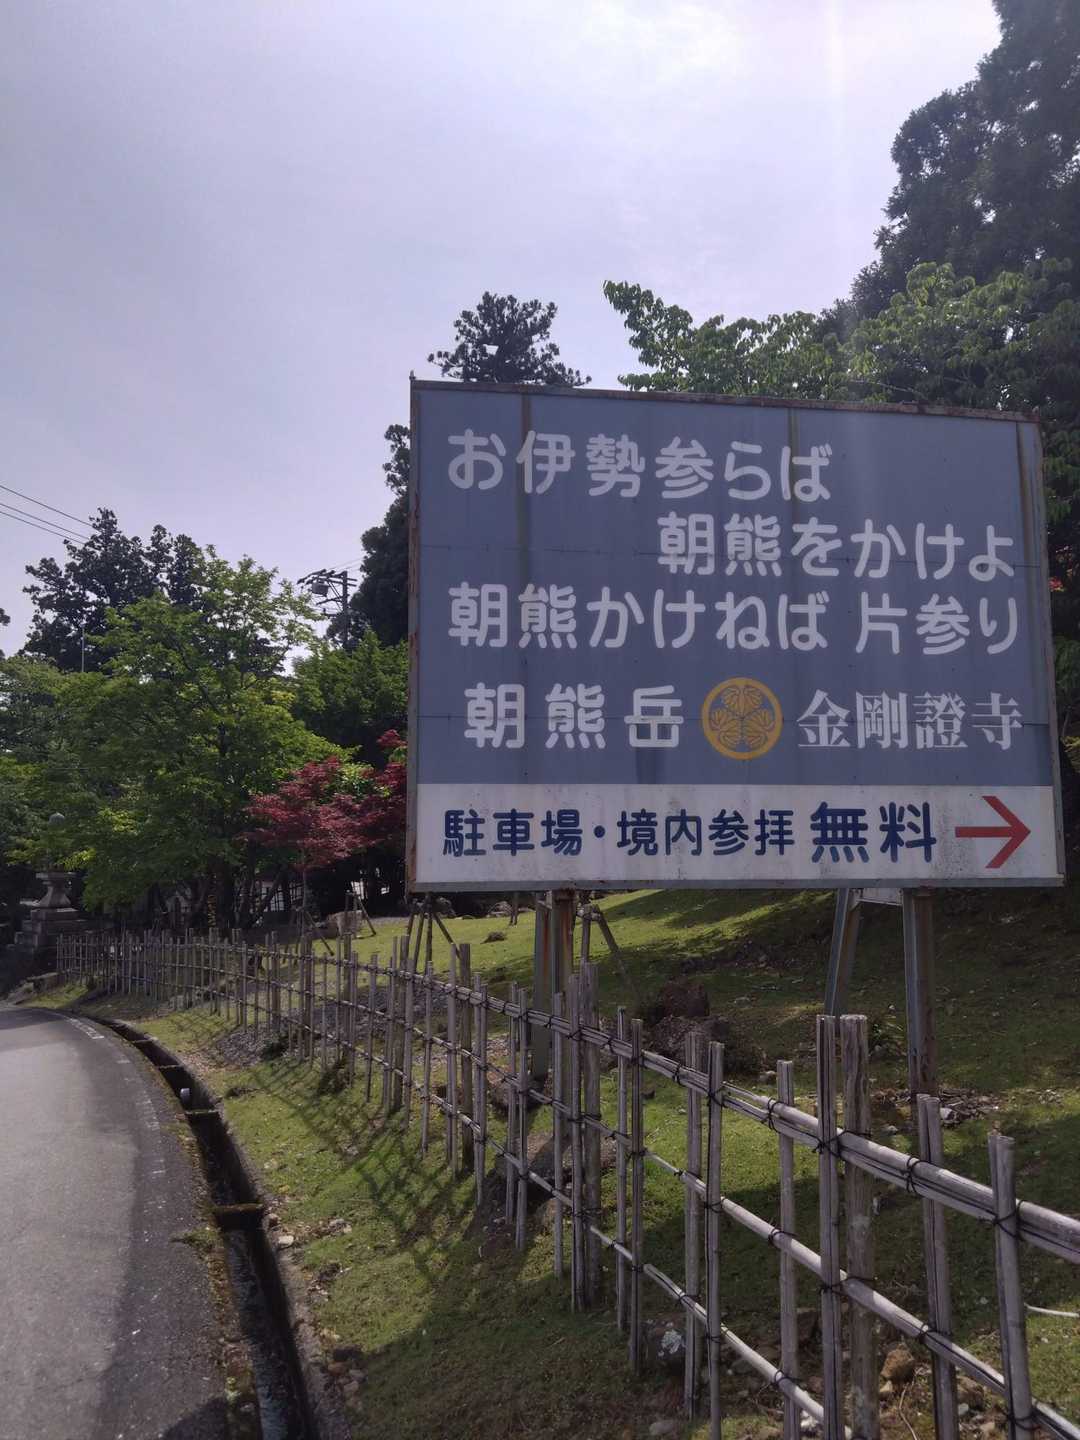 お伊勢参らば
朝熊をかけよ
朝熊かけねば 片参り
朝熊岳 金剛證寺
駐車場・境内参拝 無料